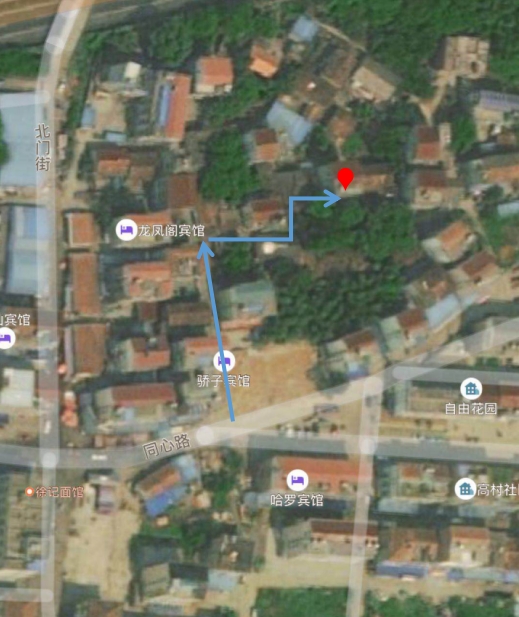 北门街
龙凤阁宾馆
宾馆
骄子宾馆
自由花园
同心路
哈罗宾馆
徐记面馆
高村社